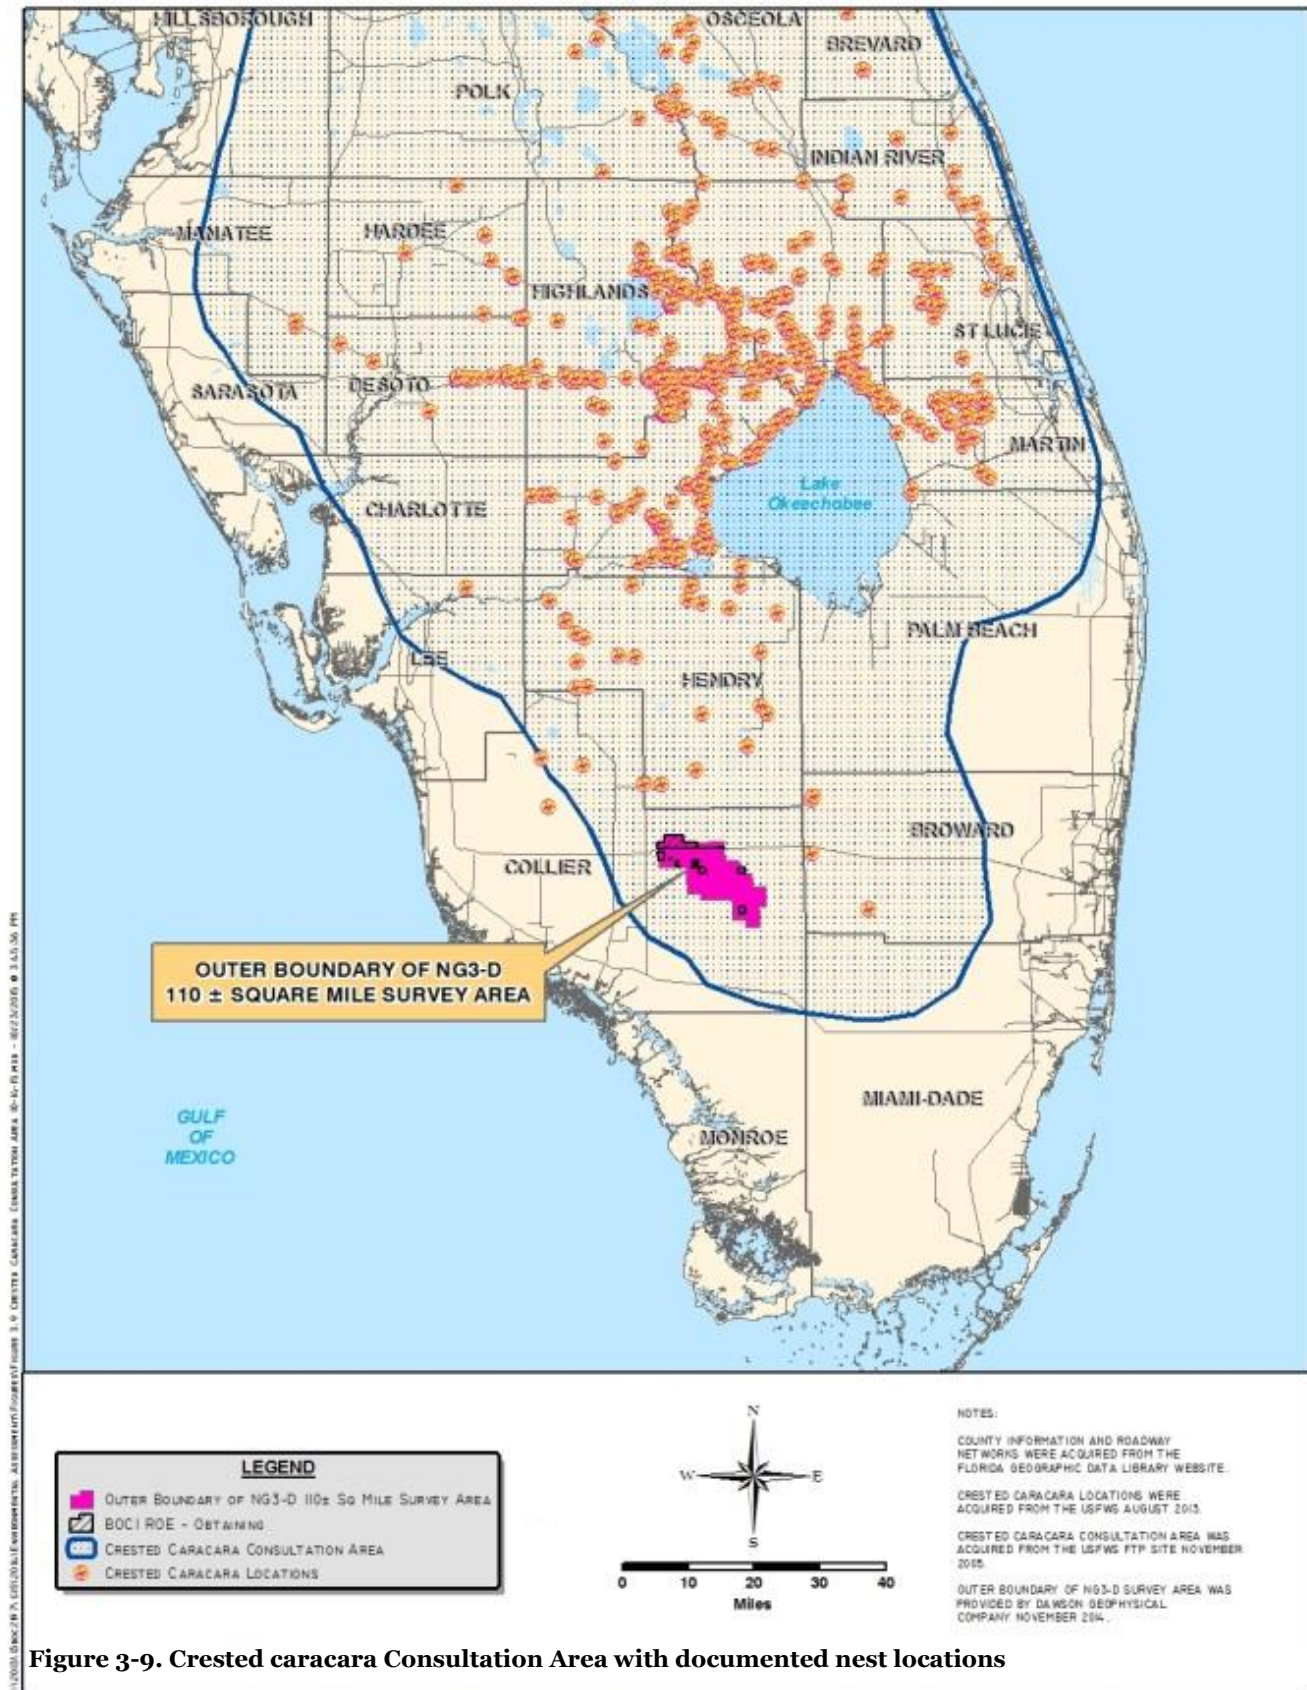 HILLSBOROUGH
OSCEOLA
BREVARD
POLK
INDIAN RIVER
MANATEE
HARDEE
HIGHLANDS
ST LUCIE
SARASOTA
DESOTO
MARTIN
Lake
Okeechobee
CHARLOTTE
PALM BEACH
LEE
HENDRY
BROWARD
COLLIER
OUTER BOUNDARY OF NG3-D
110 ± SQUARE MILE SURVEY AREA
MIAMI-DADE
GULF
OF
MEXICO
MONROE
LEGEND
OUTER BOUNDARY OF NG3-D 110± SQ MILE SURVEY AREA
BOCI ROE - OBTAINING
CRESTED CARACARA CONSULTATION AREA
CRESTED CARACARA LOCATIONS
N
W
E
S
0 10 20 30 40
Miles
NOTES:
COUNTY INFORMATION AND ROADWAY
NETWORKS WERE ACQUIRED FROM THE
FLORIDA GEOGRAPHIC DATA LIBRARY WEBSITE.
CRESTED CARACARA LOCATIONS WERE
ACQUIRED FROM THE USFWS AUGUST 2013.
CRESTED CARACARA CONSULTATION AREA WAS
ACQUIRED FROM THE USFWS FTP SITE NOVEMBER
OUTER BOUNDARY OF NG3-D SURVEY AREA WAS
PROVIDED BY DAWSON GEOPHYSICAL
COMPANY NOVEMBER 2014.
Figure 3-9. Crested caracara Consultation Area with documented nest locations